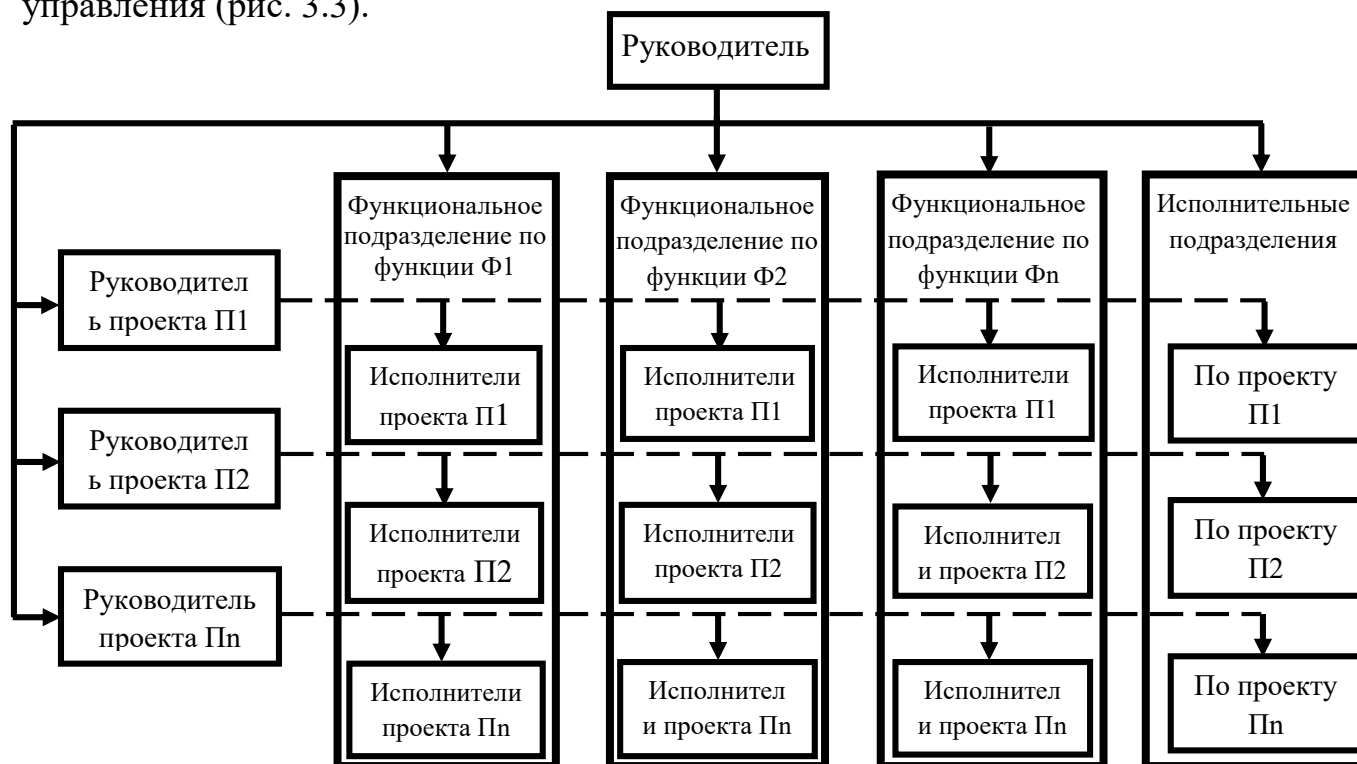 управления (рис. 3.3).
Руководитель
Функциональное
подразделение по
функции Ф1
Функциональное
подразделение по
функции Ф2
Функциональное
подразделение по
функции Фn
Исполнительные
подразделения
Руководител
ь проекта П1
Исполнители
проекта П1
Исполнители
проекта П1
Исполнители
проекта П1
По проекту
П1
Руководител
ь проекта П2
Исполнители
проекта П2
Исполнители
проекта П2
Исполнител
и проекта П2
По проекту
П2
Руководитель
проекта Пn
Исполнители
проекта Пn
Исполнител
и проекта Пn
Исполнител
и проекта Пn
По проекту
Пn